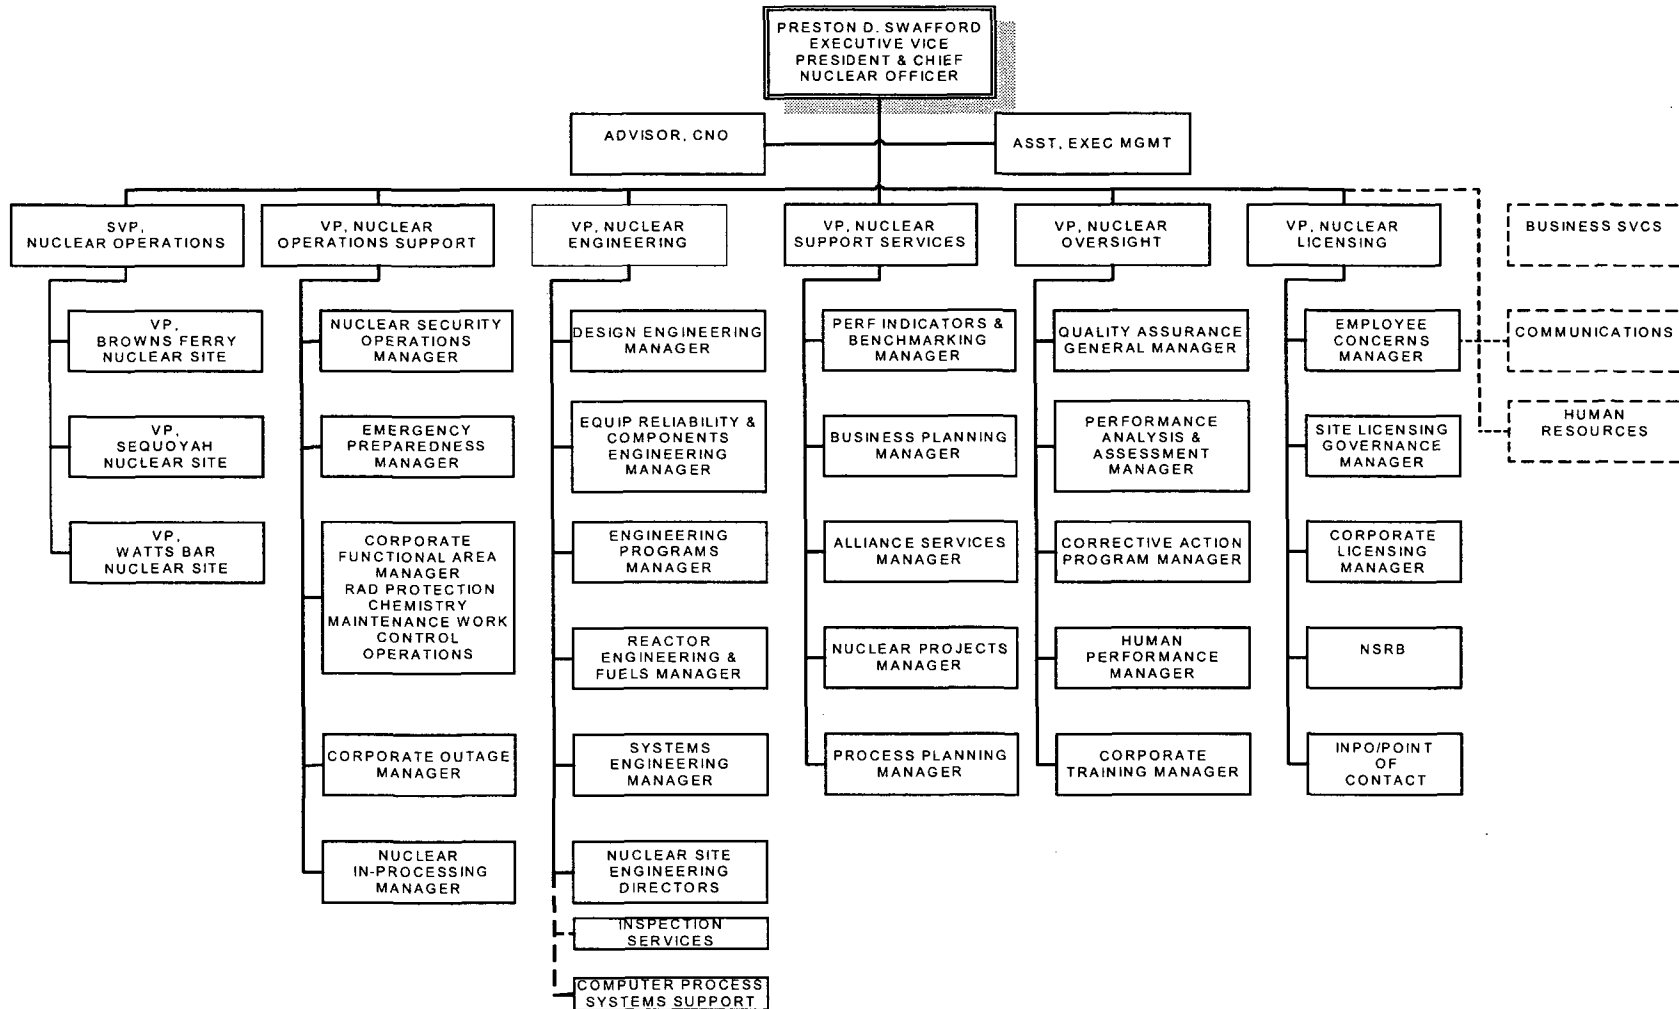 PRESTON D. SWAFFORD
EXECUTIVE VICE
PRESIDENT & CHIEF
NUCLEAR OFFICER
ADVISOR, CNO
ASST, EXEC MGMT
SVP,
NUCLEAR OPERATIONS
VP, NUCLEAR
OPERATIONS SUPPORT
VP, NUCLEAR
ENGINEERING
VP, NUCLEAR
SUPPORT SERVICES
VP, NUCLEAR
OVERSIGHT
VP, NUCLEAR
LICENSING
BUSINESS SVCS
VP,
BROWNS FERRY
NUCLEAR SITE
VP,
SEQUOYAH
NUCLEAR SITE
VP,
WATTS BAR
NUCLEAR SITE
NUCLEAR SECURITY
OPERATIONS
MANAGER
EMERGENCY
PREPAREDNESS
MANAGER
CORPORATE
FUNCTIONAL AREA
MANAGER
RAD PROTECTION
CHEMISTRY
MAINTENANCE WORK
CONTROL
OPERATIONS
CORPORATE OUTAGE
MANAGER
NUCLEAR
IN-PROCESSING
MANAGER
DESIGN ENGINEERING
MANAGER
EQUIP RELIABILITY &
COMPONENTS
ENGINEERING
MANAGER
ENGINEERING
PROGRAMS
MANAGER
REACTOR
ENGINEERING &
FUELS MANAGER
SYSTEMS
ENGINEERING
MANAGER
NUCLEAR SITE
ENGINEERING
DIRECTORS
INSPECTION
SERVICES
COMPUTER PROCESS
SYSTEMS SUPPORT
PERF INDICATORS &
BENCHMARKING
MANAGER
BUSINESS PLANNING
MANAGER
ALLIANCE SERVICES
MANAGER
NUCLEAR PROJECTS
MANAGER
PROCESS PLANNING
MANAGER
QUALITY ASSURANCE
GENERAL MANAGER
PERFORMANCE
ANALYSIS &
ASSESSMENT
MANAGER
CORRECTIVE ACTION
PROGRAM MANAGER
HUMAN
PERFORMANCE
MANAGER
CORPORATE
TRAINING MANAGER
EMPLOYEE
CONCERNS
MANAGER
SITE LICENSING
GOVERNANCE
MANAGER
CORPORATE
LICENSING
MANAGER
NSRB
INPO/POINT
OF
CONTACT
COMMUNICATIONS
HUMAN
RESOURCES